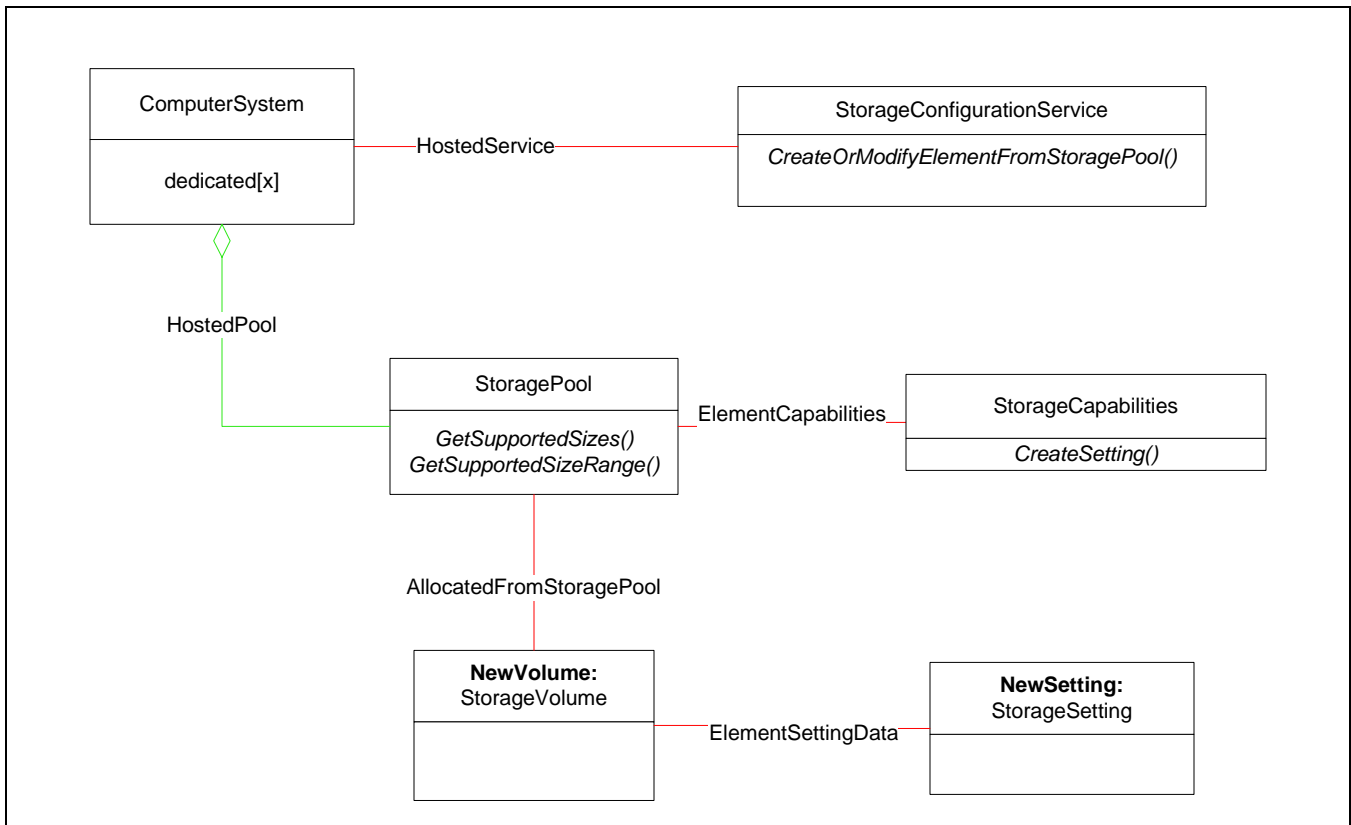 ComputerSystem
dedicated[x]
HostedService
StorageConfigurationService
CreateOrModifyElementFromStoragePool()
HostedPool
StoragePool
GetSupportedSizes()
GetSupportedSizeRange()
ElementCapabilities
StorageCapabilities
CreateSetting()
AllocatedFromStoragePool
NewVolume:
StorageVolume
ElementSettingData
NewSetting:
StorageSetting